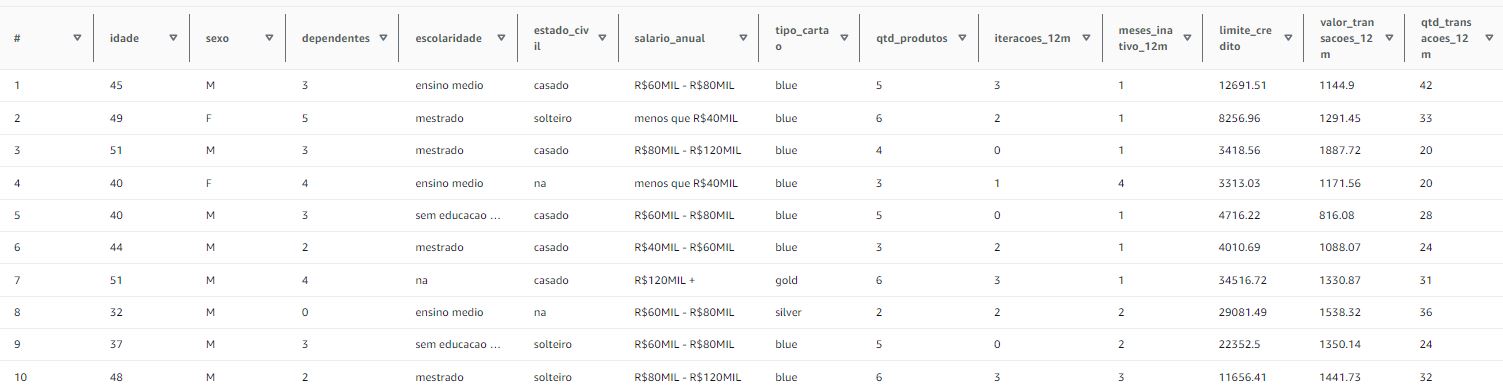 # idade sexo dependentes escolaridade estado_civil salario_anual tipo_cartao qtd_produtos iteracoes_12m meses_inativo_12m limite_credito valor_transacoes_12m qtd_transacoes_12m
1 45 M 3 ensino medio casado R$60MIL - R$80MIL blue 5 3 1 12691.51 1144.9 42
2 49 F 5 mestrado solteiro menos que R$40MIL blue 6 2 1 8256.96 1291.45 33
3 51 M 3 mestrado casado R$80MIL - R$120MIL blue 4 0 1 3418.56 1887.72 20
4 40 F 4 ensino medio na menos que R$40MIL blue 3 1 4 3313.03 1171.56 20
5 40 M 3 sem educacao ... casado R$60MIL - R$80MIL blue 5 0 1 4716.22 816.08 28
6 44 M 2 mestrado casado R$40MIL - R$60MIL blue 3 2 1 4010.69 1088.07 24
7 51 M 4 na casado R$120MIL + gold 6 3 1 34516.72 1330.87 31
8 32 M 0 ensino medio na R$60MIL - R$80MIL silver 2 2 2 29081.49 1538.32 36
9 37 M 3 sem educacao ... solteiro R$60MIL - R$80MIL blue 5 0 2 22352.5 1350.14 24
10 48 M 2 mestrado solteiro R$80MIL - R$120MIL blue 6 3 3 11656.41 1441.73 32